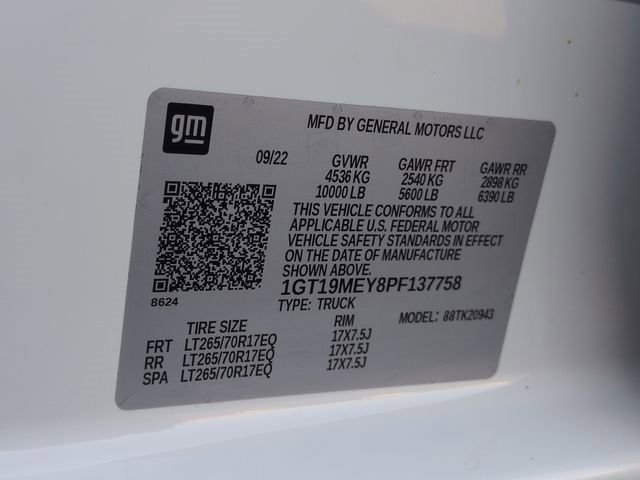 gm
MFD BY GENERAL MOTORS LLC
09/22 GVWR GAWR FRT GAWR RR
4536 KG 2540 KG 2898 KG
10000 LB 5600 LB 6390 LB
THIS VEHICLE CONFORMS TO ALL
APPLICABLE U.S. FEDERAL MOTOR
VEHICLE SAFETY STANDARDS IN EFFECT
ON THE DATE OF MANUFACTURE
SHOWN ABOVE.
8624
1GT19MEY8PF137758
TYPE: TRUCK
MODEL: 88TK20943
TIRE SIZE RIM
FRT LT265/70R17EQ 17X7.5J
RR LT265/70R17EQ 17X7.5J
SPA LT265/70R17EQ 17X7.5J